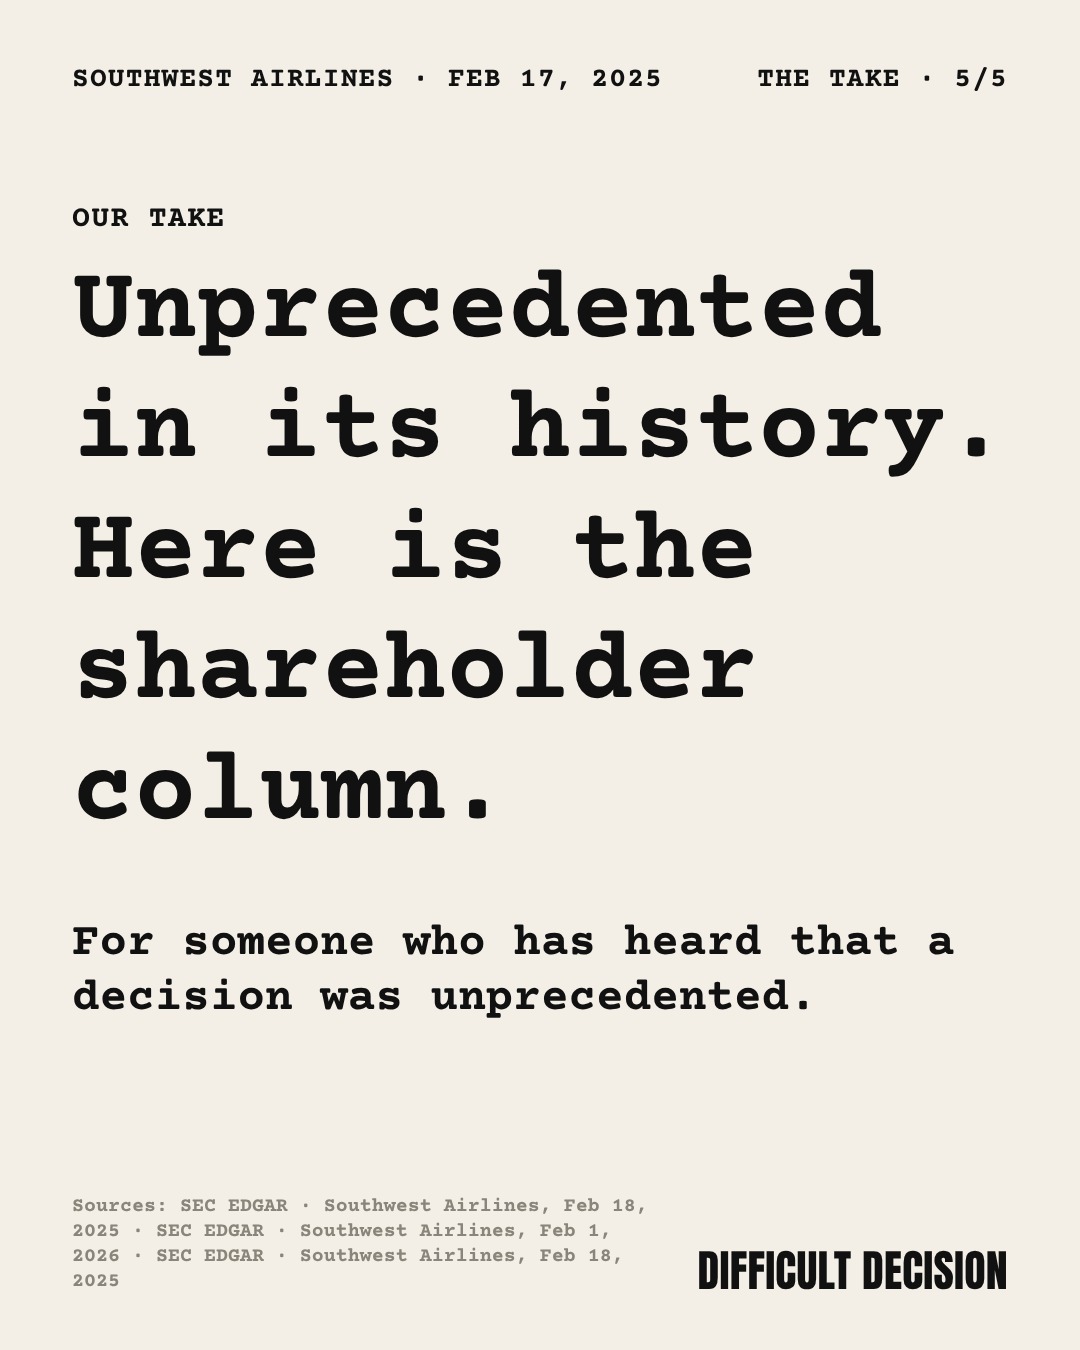 SOUTHWEST AIRLINES · FEB 17, 2025
THE TAKE · 5/5
OUR TAKE
Unprecedented
in its history.
Here is the
shareholder
column.
For someone who has heard that a
decision was unprecedented.
Sources: SEC EDGAR · Southwest Airlines, Feb 18,
2025 · SEC EDGAR · Southwest Airlines, Feb 1,
2026 · SEC EDGAR · Southwest Airlines, Feb 18,
2025
DIFFICULT DECISION